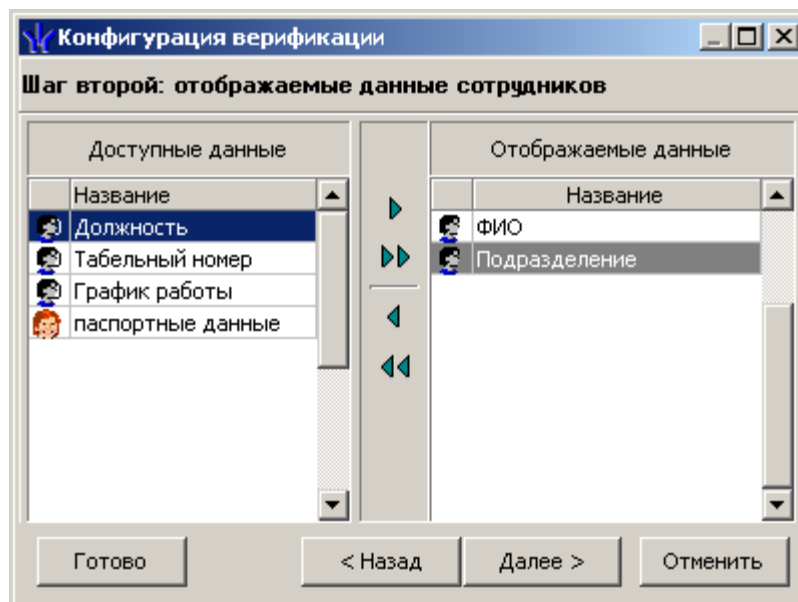 Конфигурация верификации
Шаг второй: отображаемые данные сотрудников
Доступные данные
Отображаемые данные
Название
Название
Должность
ФИО
Табельный номер
Подразделение
График работы
паспортные данные
Готово
< Назад
Далее >
Отменить